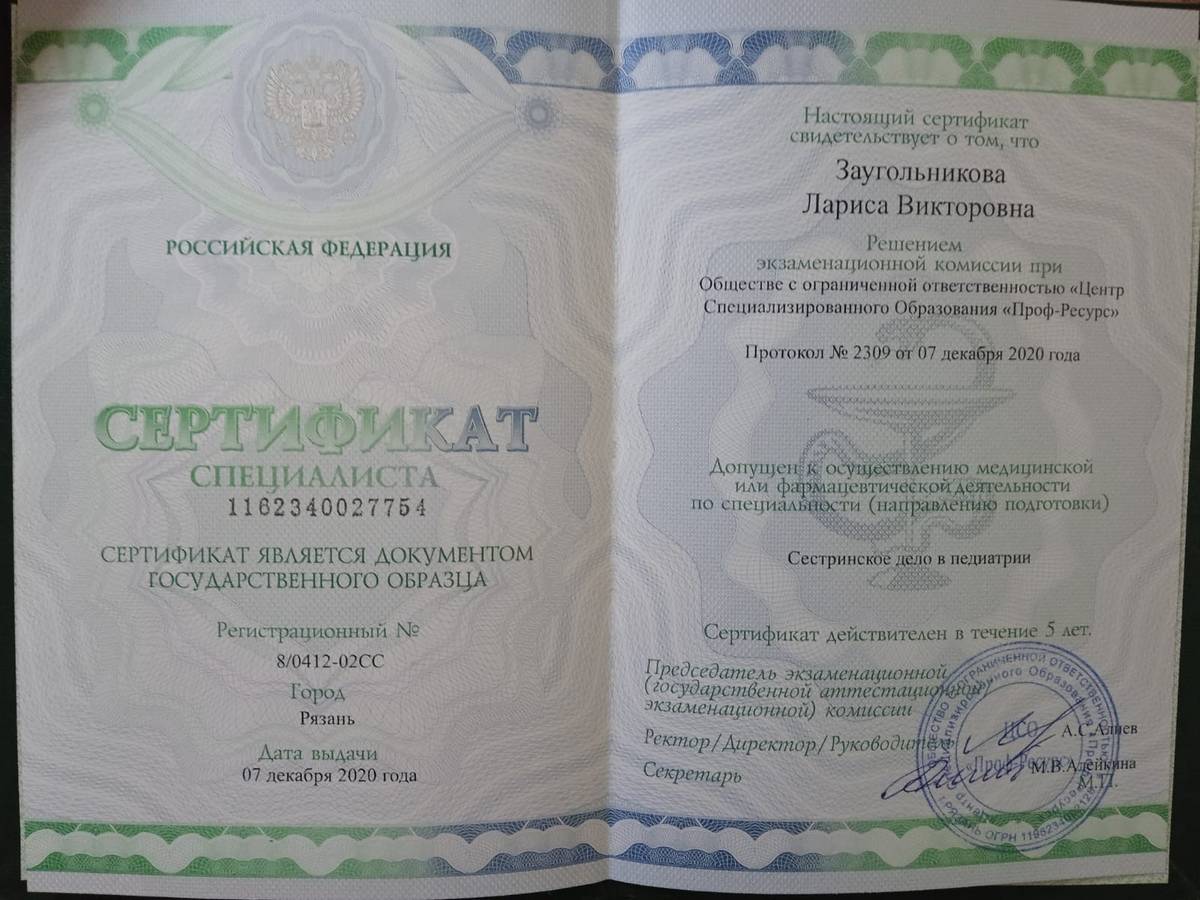 РОССИЙСКАЯ ФЕДЕРАЦИЯ
СЕРТИФИКАТ
СПЕЦИАЛИСТА
1162340027754
СЕРТИФИКАТ ЯВЛЯЕТСЯ ДОКУМЕНТОМ
ГОСУДАРСТВЕННОГО ОБРАЗЦА
Регистрационный №
8/0412-02СС
Город
Рязань
Дата выдачи
07 декабря 2020 года
Настоящий сертификат
свидетельствует о том, что
Заугольникова
Лариса Викторовна
Решением
экзаменационной комиссии при
Обществе с ограниченной ответственностью «Центр
Специализированного Образования «Проф-Ресурс»
Протокол № 2309 от 07 декабря 2020 года
Допущен к осуществлению медицинской
или фармацевтической деятельности
по специальности (направлению подготовки)
Сестринское дело в педиатрии
Сертификат действителен в течение 5 лет.
Председатель экзаменационной
(государственной аттестационной
экзаменационной) комиссии
Ректор/Директор/Руководитель
А.С.Алиев
Секретарь
М.В.Адейкина
М.П.
ЦСО
«Проф-Ресурс»